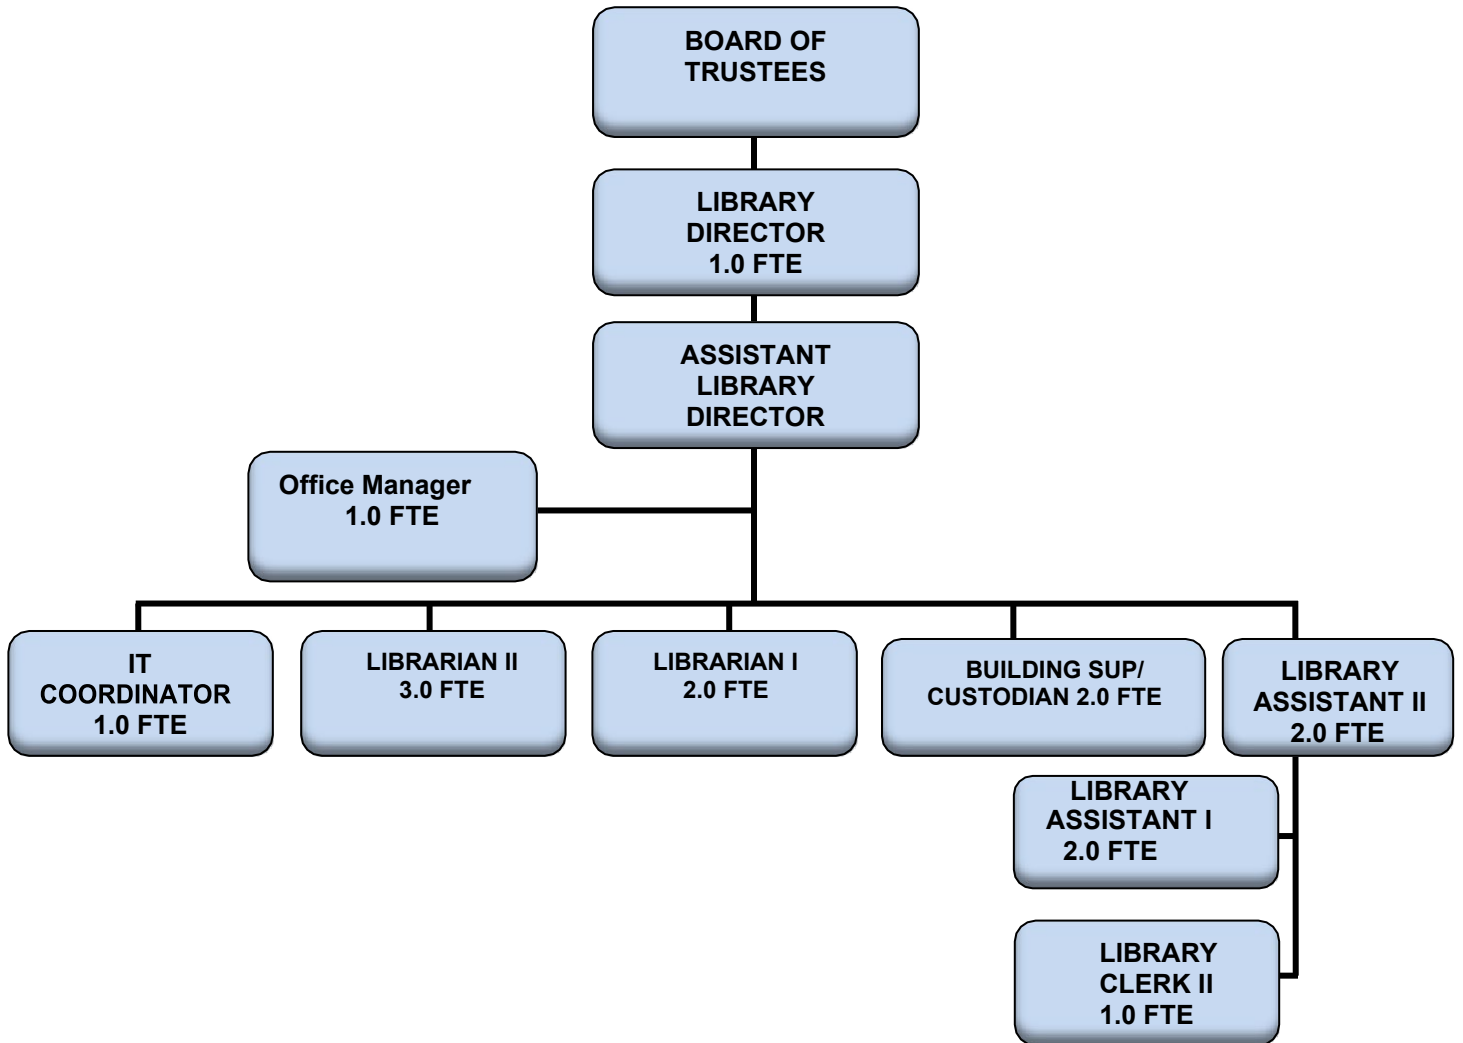 BOARD OF
TRUSTEES
LIBRARY
DIRECTOR
1.0 FTE
ASSISTANT
LIBRARY
DIRECTOR
Office Manager
1.0 FTE
IT
COORDINATOR
1.0 FTE
LIBRARIAN II
3.0 FTE
LIBRARIAN I
2.0 FTE
BUILDING SUP/
CUSTODIAN 2.0 FTE
LIBRARY
ASSISTANT II
2.0 FTE
LIBRARY
ASSISTANT I
2.0 FTE
LIBRARY
CLERK II
1.0 FTE